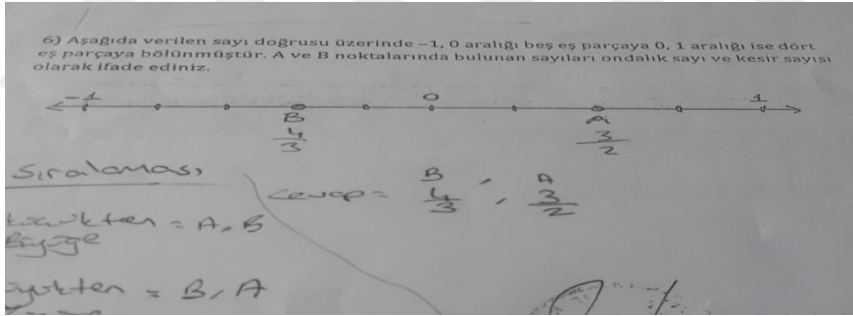 6) Aşağıda verilen sayı doğrusu üzerinde −1, 0 aralığı beş eş parçaya 0, 1 aralığı ise dört
eş parçaya bölünmüştür. A ve B noktalarında bulunan sayıları ondalık sayı ve kesir sayısı
olarak ifade ediniz.
-1 0 1
B A
4/3 3/2
Sıralaması
cevap = B 4/3 , A 3/2
küçükten = A, B
Büyüğe
= B, A